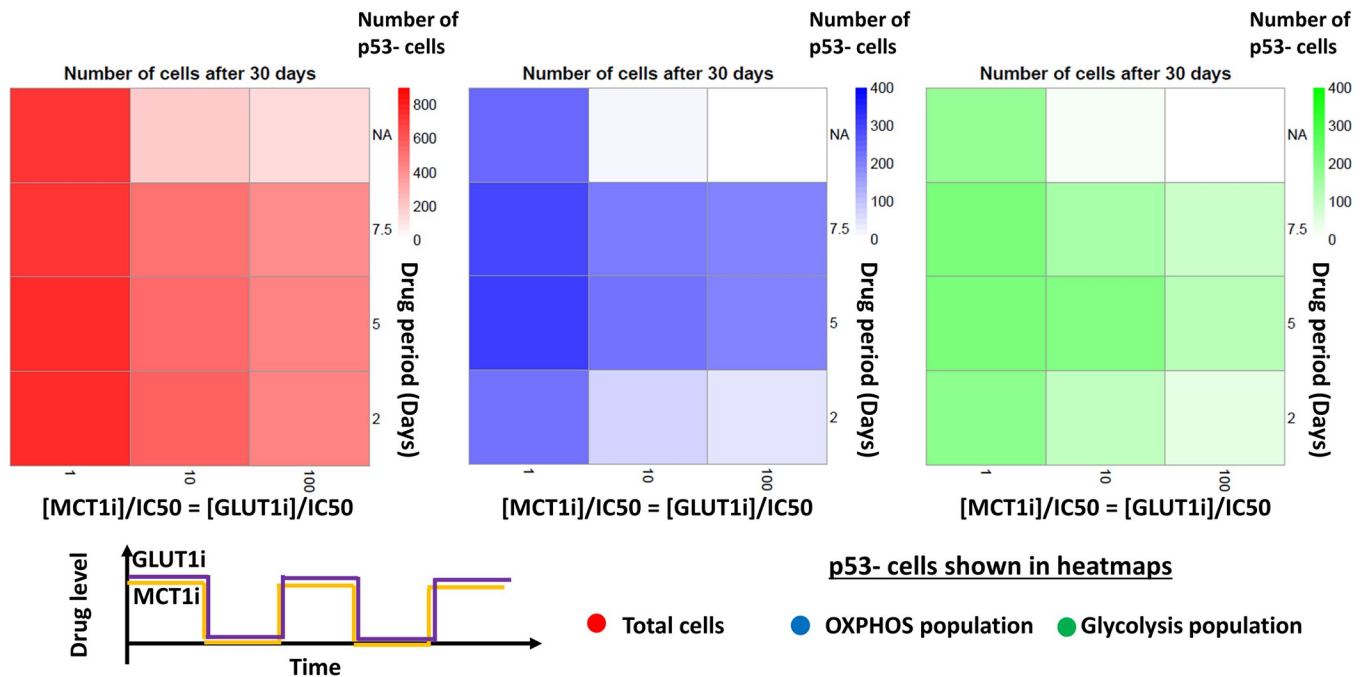 Number of
p53- cells
Number of cells after 30 days
800
600
400
200
0
NA
7.5
5
2
Drug period (Days)
1
10
100
[MCT1i]/IC50 = [GLUT1i]/IC50
Number of
p53- cells
Number of cells after 30 days
400
300
200
100
0
NA
7.5
5
2
Drug period (Days)
1
10
100
[MCT1i]/IC50 = [GLUT1i]/IC50
Number of
p53- cells
Number of cells after 30 days
400
300
200
100
0
NA
7.5
5
2
Drug period (Days)
1
10
100
[MCT1i]/IC50 = [GLUT1i]/IC50
Drug level
GLUT1i
MCT1i
Time
p53- cells shown in heatmaps
Total cells
OXPHOS population
Glycolysis population